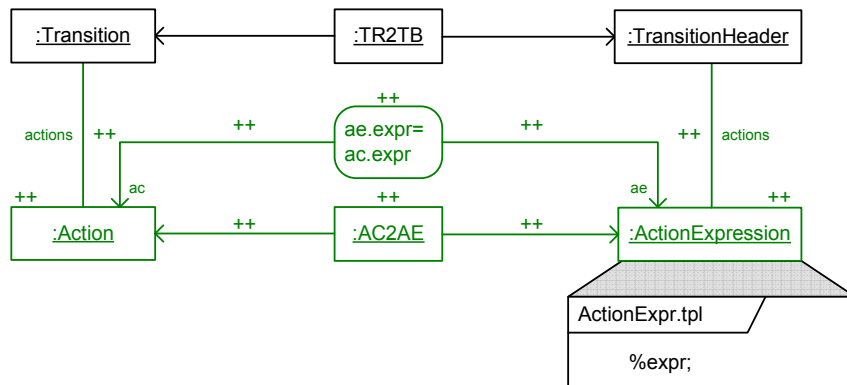 :Transition
:TR2TB
:TransitionHeader
++
actions
++
++
ae.expr=
ac.expr
++
++
actions
++
ac
++
ae
++
:Action
++
:AC2AE
++
:ActionExpression
ActionExpr.tpl
%expr;